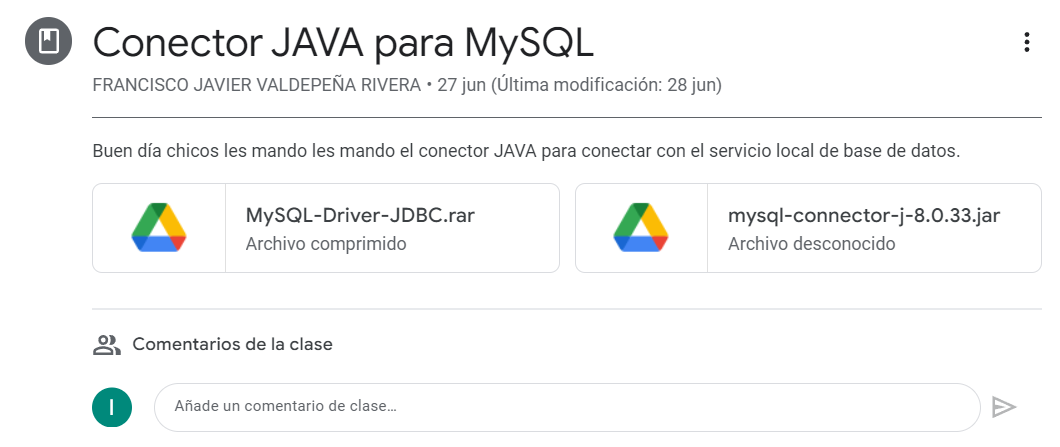 Conector JAVA para MySQL
FRANCISCO JAVIER VALDEPEÑA RIVERA • 27 jun (Última modificación: 28 jun)
Buen día chicos les mando les mando el conector JAVA para conectar con el servicio local de base de datos.
MySQL-Driver-JDBC.rar
Archivo comprimido
mysql-connector-j-8.0.33.jar
Archivo desconocido
Comentarios de la clase
I
Añade un comentario de clase...